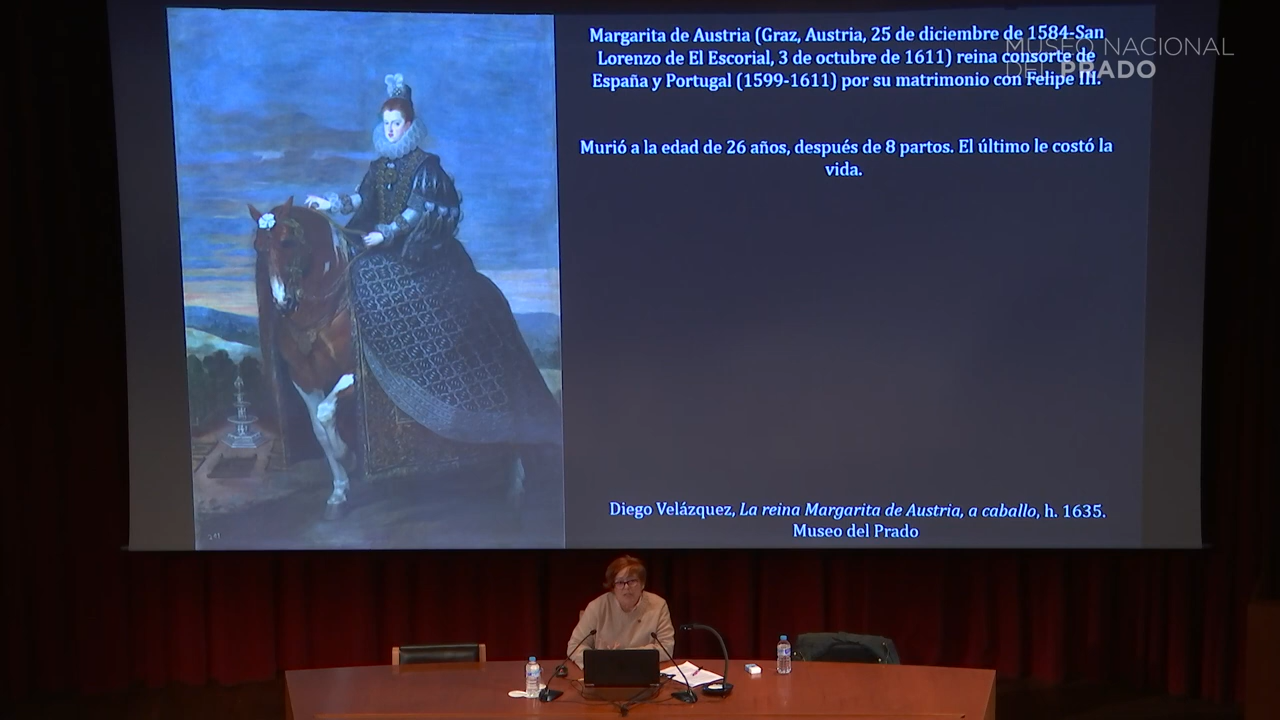 Margarita de Austria (Graz, Austria, 25 de diciembre de 1584-San
Lorenzo de El Escorial, 3 de octubre de 1611) reina consorte de
España y Portugal (1599-1611) por su matrimonio con Felipe III.
MUSEO NACIONAL
DEL PRADO
Murió a la edad de 26 años, después de 8 partos. El último le costó la
vida.
Diego Velázquez, La reina Margarita de Austria, a caballo, h. 1635.
Museo del Prado